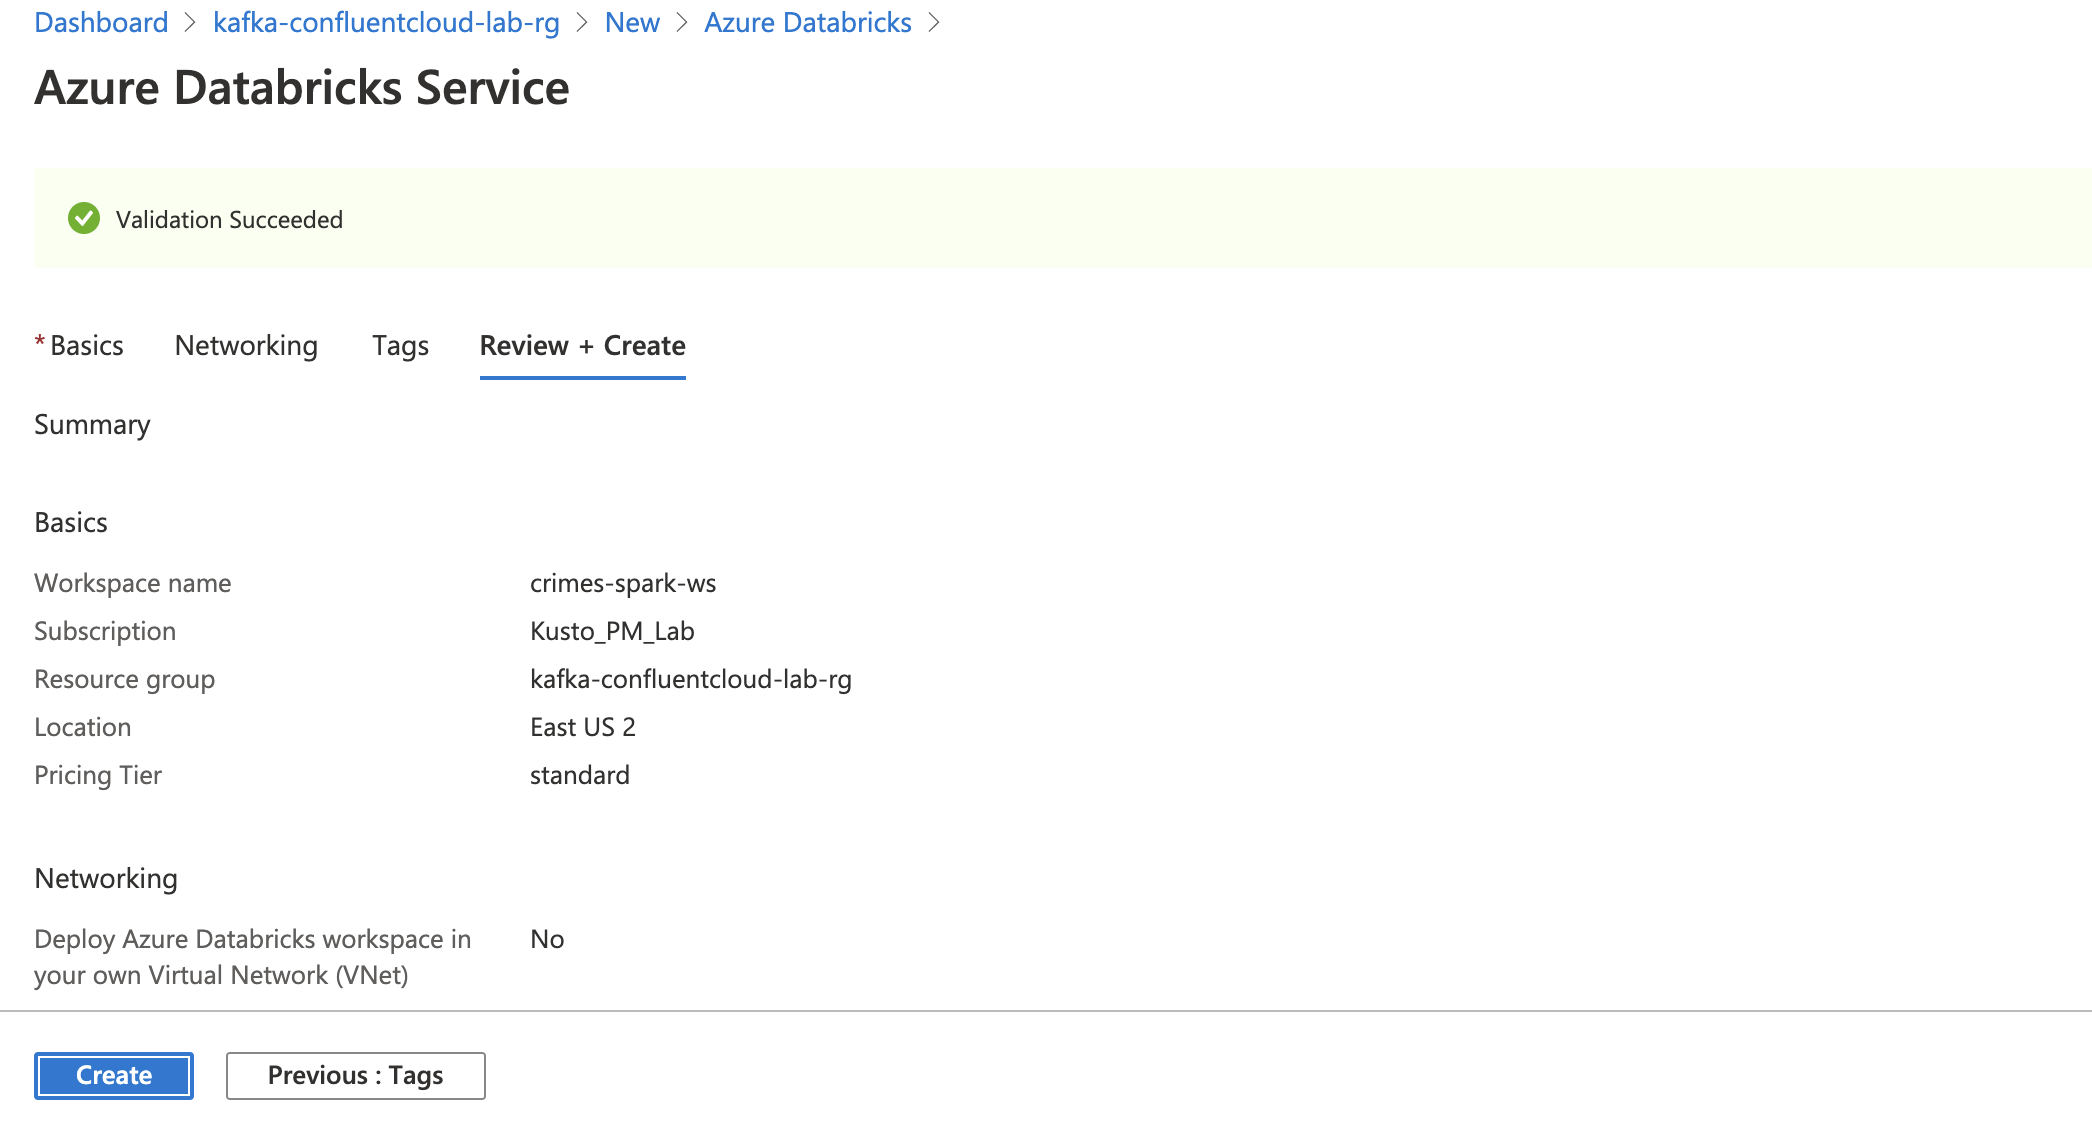 Dashboard > kafka-confluentcloud-lab-rg > New > Azure Databricks >
Azure Databricks Service
Validation Succeeded
* Basics Networking Tags Review + Create
Summary
Basics
Workspace name crimes-spark-ws
Subscription Kusto_PM_Lab
Resource group kafka-confluentcloud-lab-rg
Location East US 2
Pricing Tier standard
Networking
Deploy Azure Databricks workspace in No
your own Virtual Network (VNet)
Create Previous : Tags